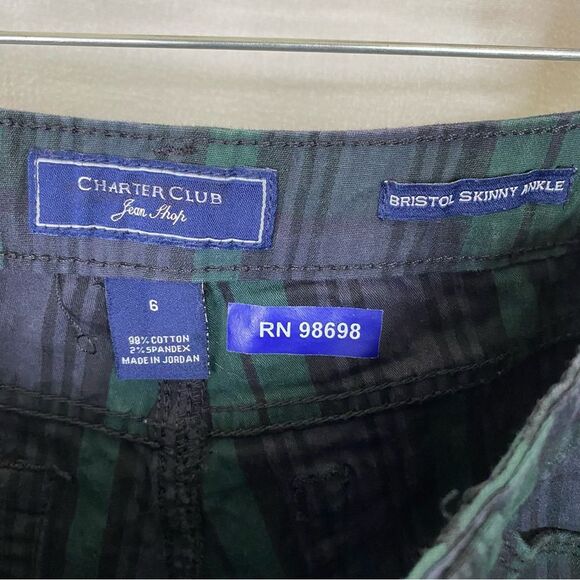 CHARTER CLUB
Jean Shop
BRISTOL SKINNY ANKLE
6
98% COTTON
2% SPANDEX
MADE IN JORDAN
RN 98698